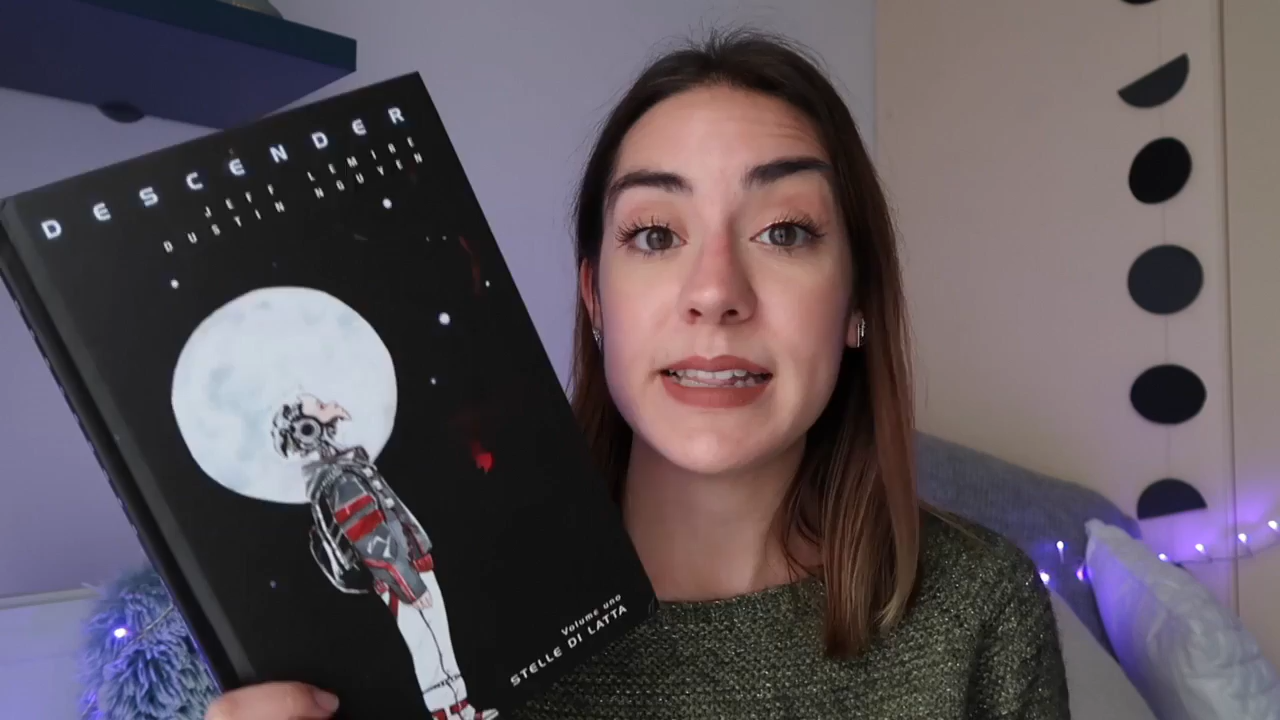 DESCENDER
JEFF LEMIRE
DUSTIN NGUYEN
Volume uno
STELLE DI LATTA